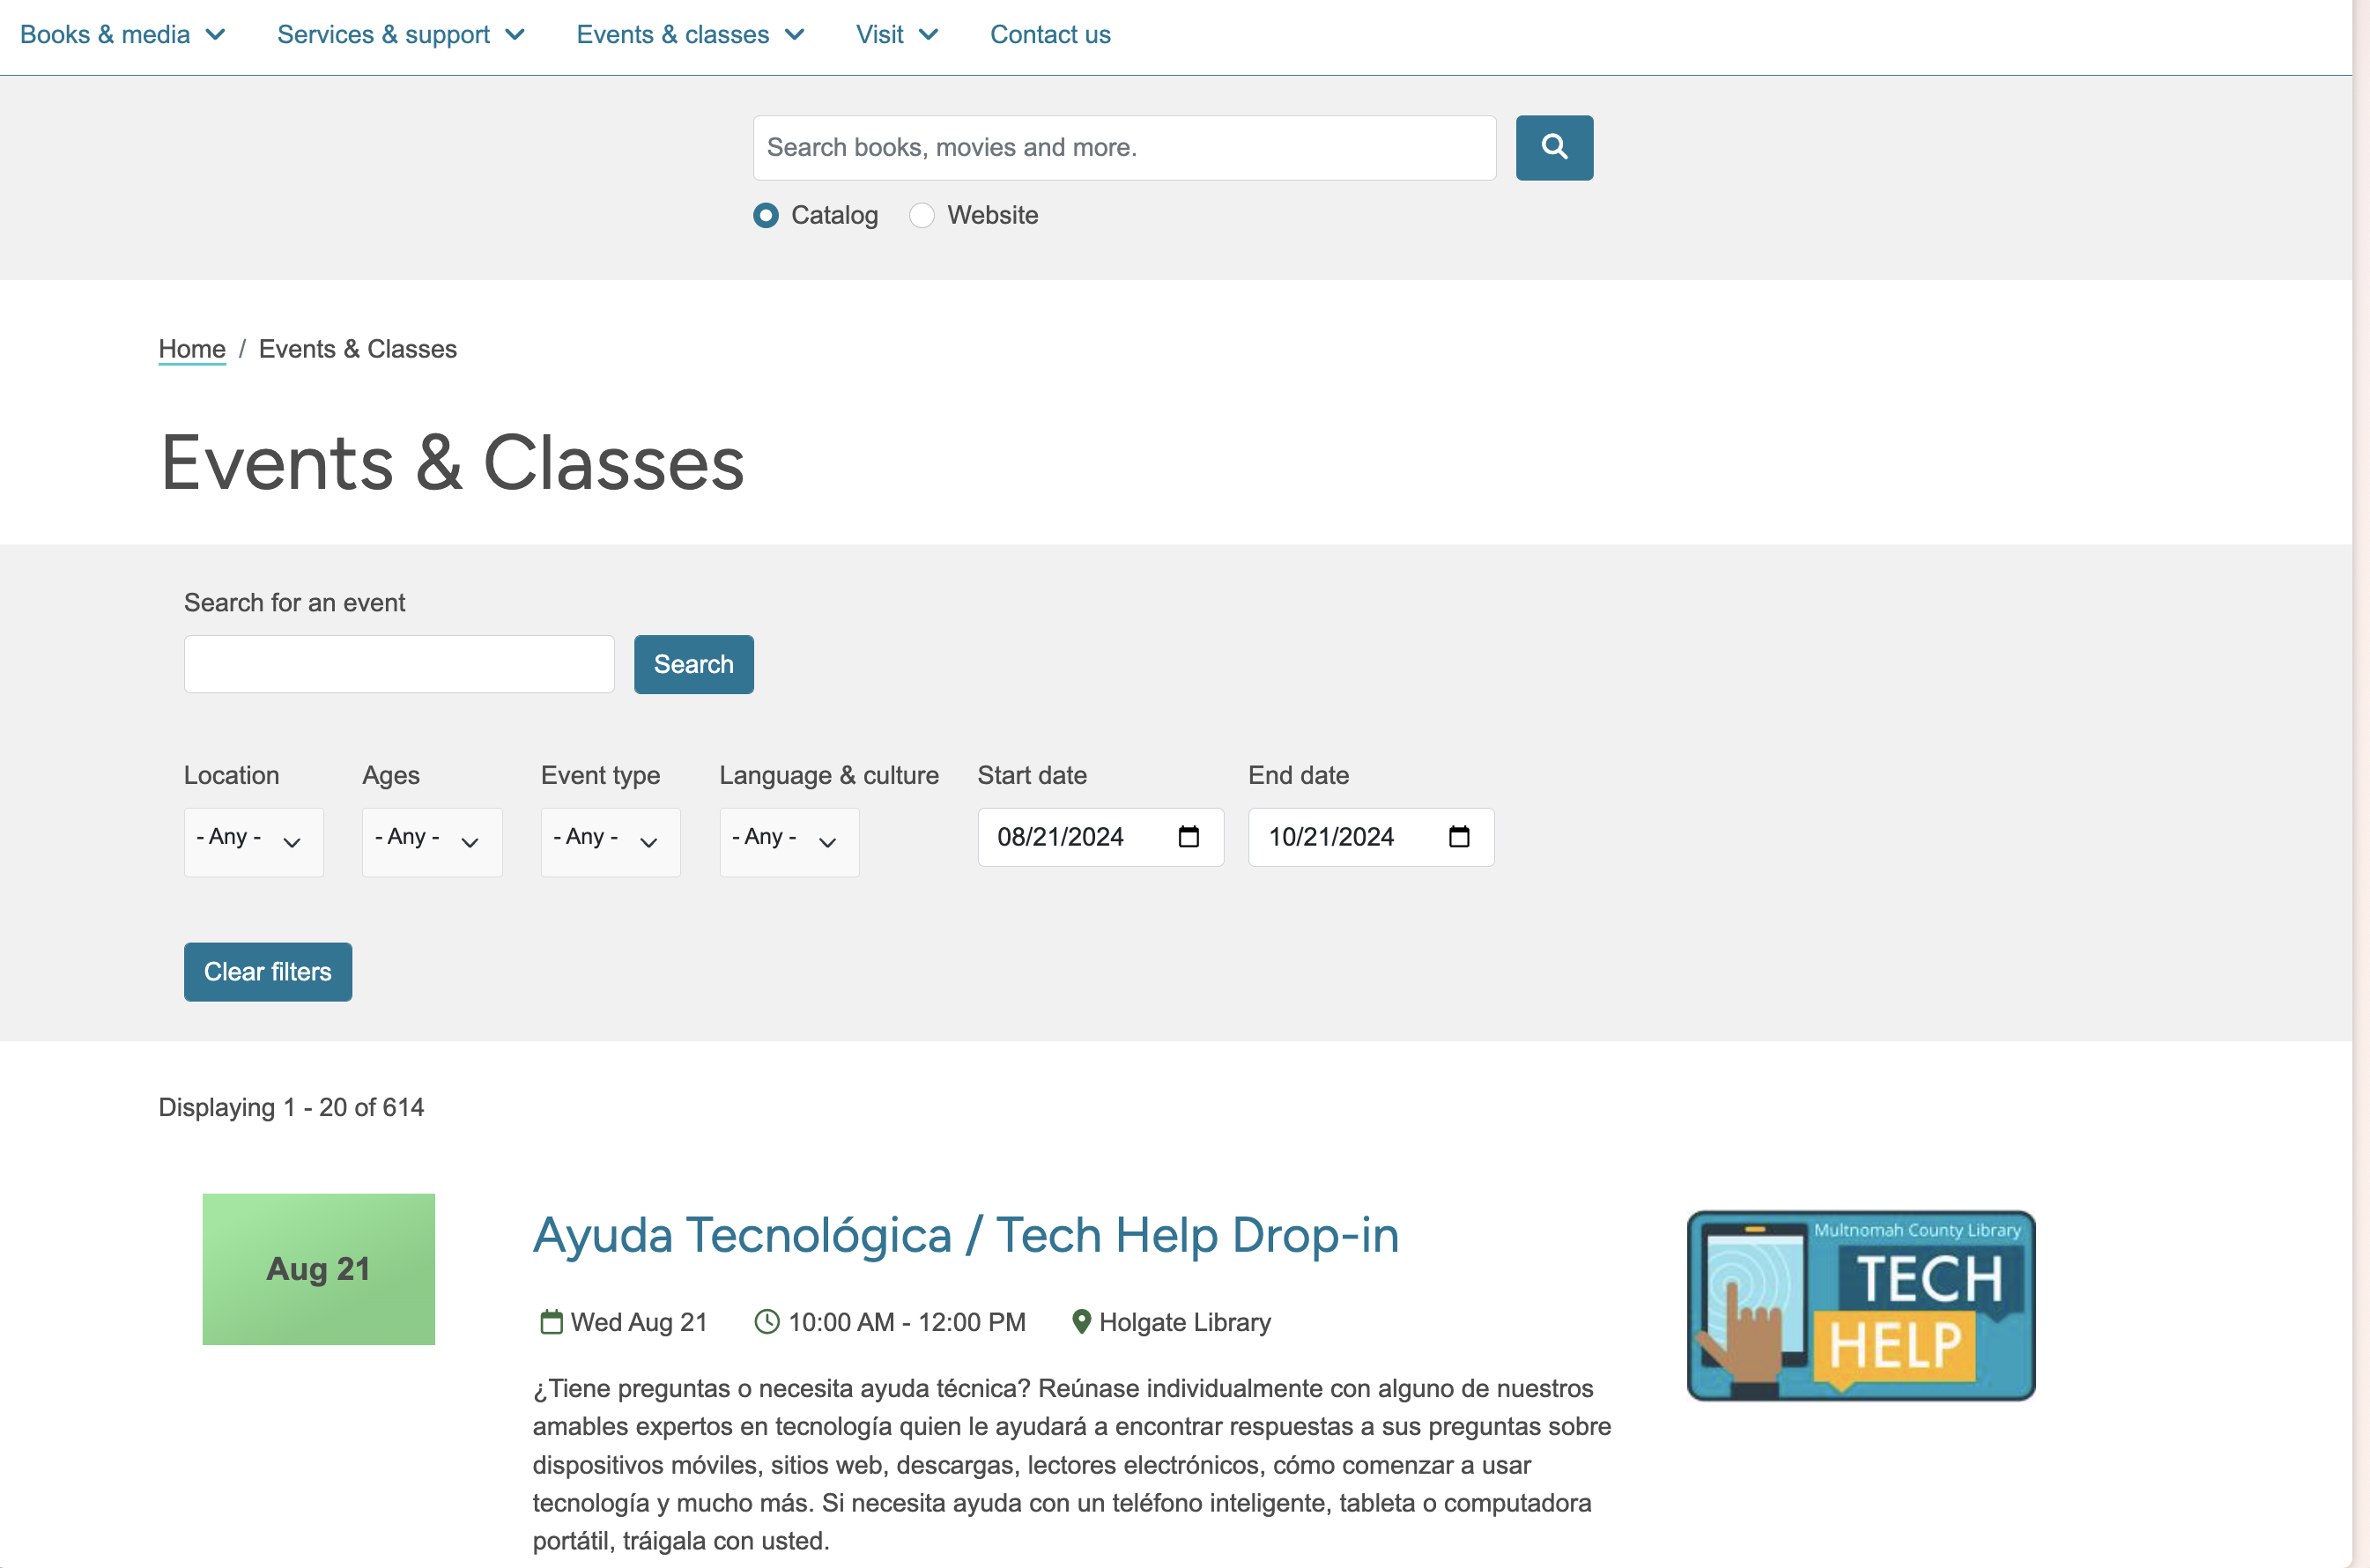 Books & media Services & support Events & classes Visit Contact us
Search books, movies and more.
Catalog Website
Home / Events & Classes
Events & Classes
Search for an event
Search
Location Ages Event type Language & culture Start date End date
- Any - - Any - - Any - - Any - 08/21/2024 10/21/2024
Clear filters
Displaying 1 - 20 of 614
Aug 21
Ayuda Tecnológica / Tech Help Drop-in
Wed Aug 21 10:00 AM - 12:00 PM Holgate Library
¿Tiene preguntas o necesita ayuda técnica? Reúnase individualmente con alguno de nuestros
amables expertos en tecnología quien le ayudará a encontrar respuestas a sus preguntas sobre
dispositivos móviles, sitios web, descargas, lectores electrónicos, cómo comenzar a usar
tecnología y mucho más. Si necesita ayuda con un teléfono inteligente, tableta o computadora
portátil, tráigala con usted.
Multnomah County Library
TECH
HELP